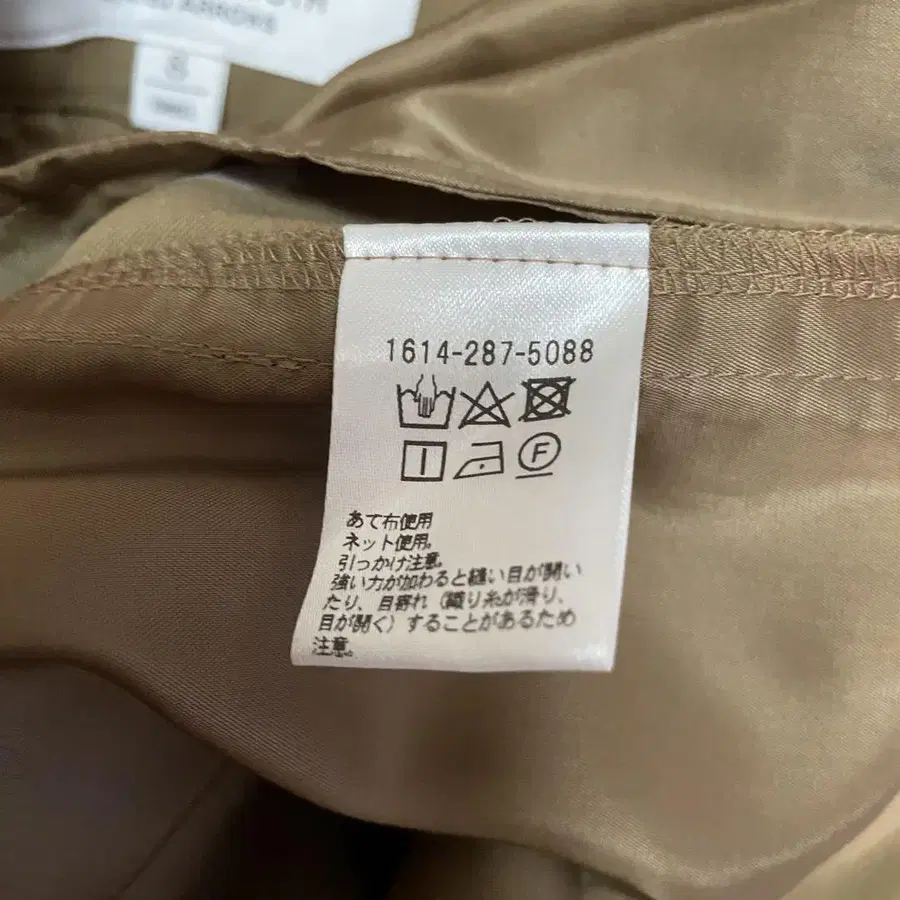 ARROWS
1614-287-5088
F
あて布使用
ネット使用。
引っかけ注意。
強い力が加わると縫い目が開い
たり、目寄れ（織り糸が滑り、
目が開く）することがあるため
注意。